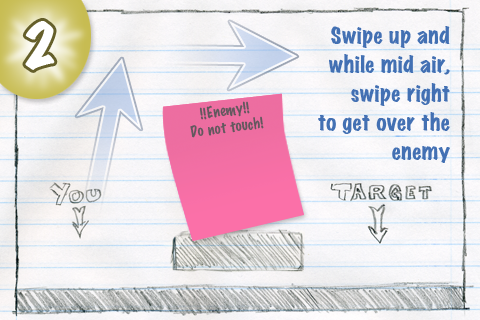 2
Swipe up and
while mid air,
swipe right
to get over the
enemy
!!Enemy!!
Do not touch!
You
TARGET